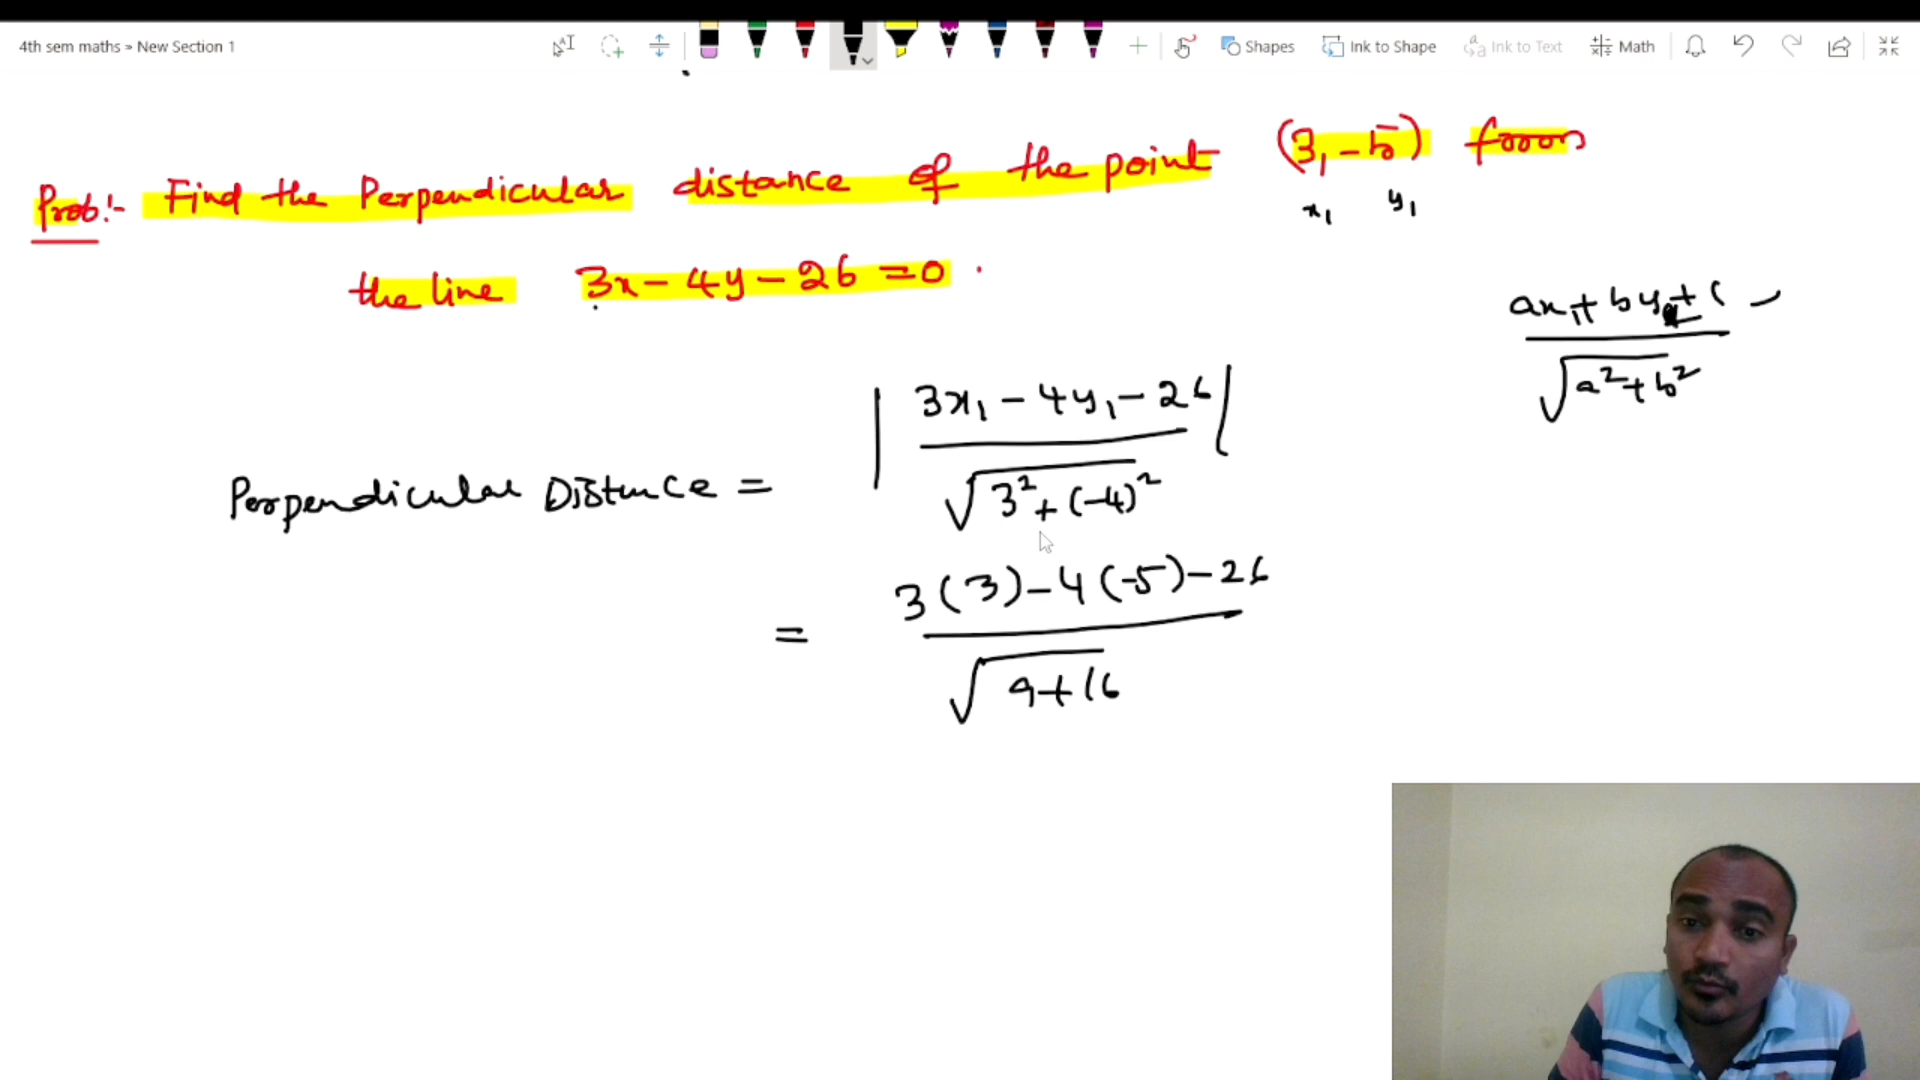 4th sem maths » New Section 1
Shapes Ink to Shape Ink to Text Math
Prob:- Find the Perpendicular distance of the point (3, -5) from
x₁ y₁
the line 3x - 4y - 26 = 0 .
ax₁ + by₁ + c
√a² + b²
Perpendicular Distance = | 3x₁ - 4y₁ - 26 |
√3² + (-4)²
= 3(3) - 4(-5) - 26
√9+16